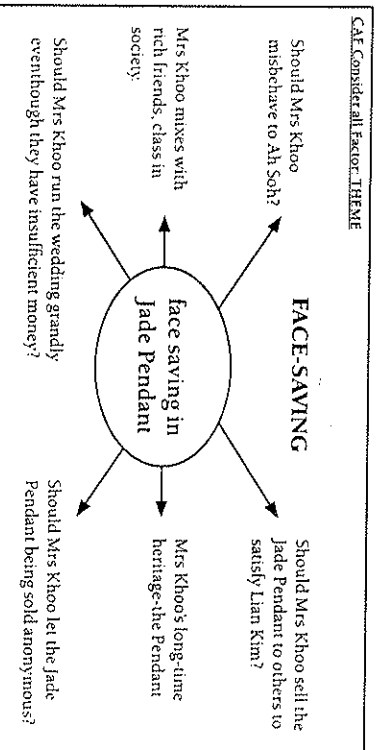 CAF Consider all Factor: THEME
FACE-SAVING
Should Mrs Khoo
misbehave to Ah Soh?
Mrs Khoo mixes with
rich friends, class in
society.
Should Mrs Khoo run the wedding grandly
eventhough they have insufficient money?
face saving in
Jade Pendant
Should Mrs Khoo sell the
Jade Pendant to others to
satisfy Lian Kim?
Mrs Khoo's long-time
heritage-the Pendant
Should Mrs Khoo let the Jade
Pendant being sold anonymous?